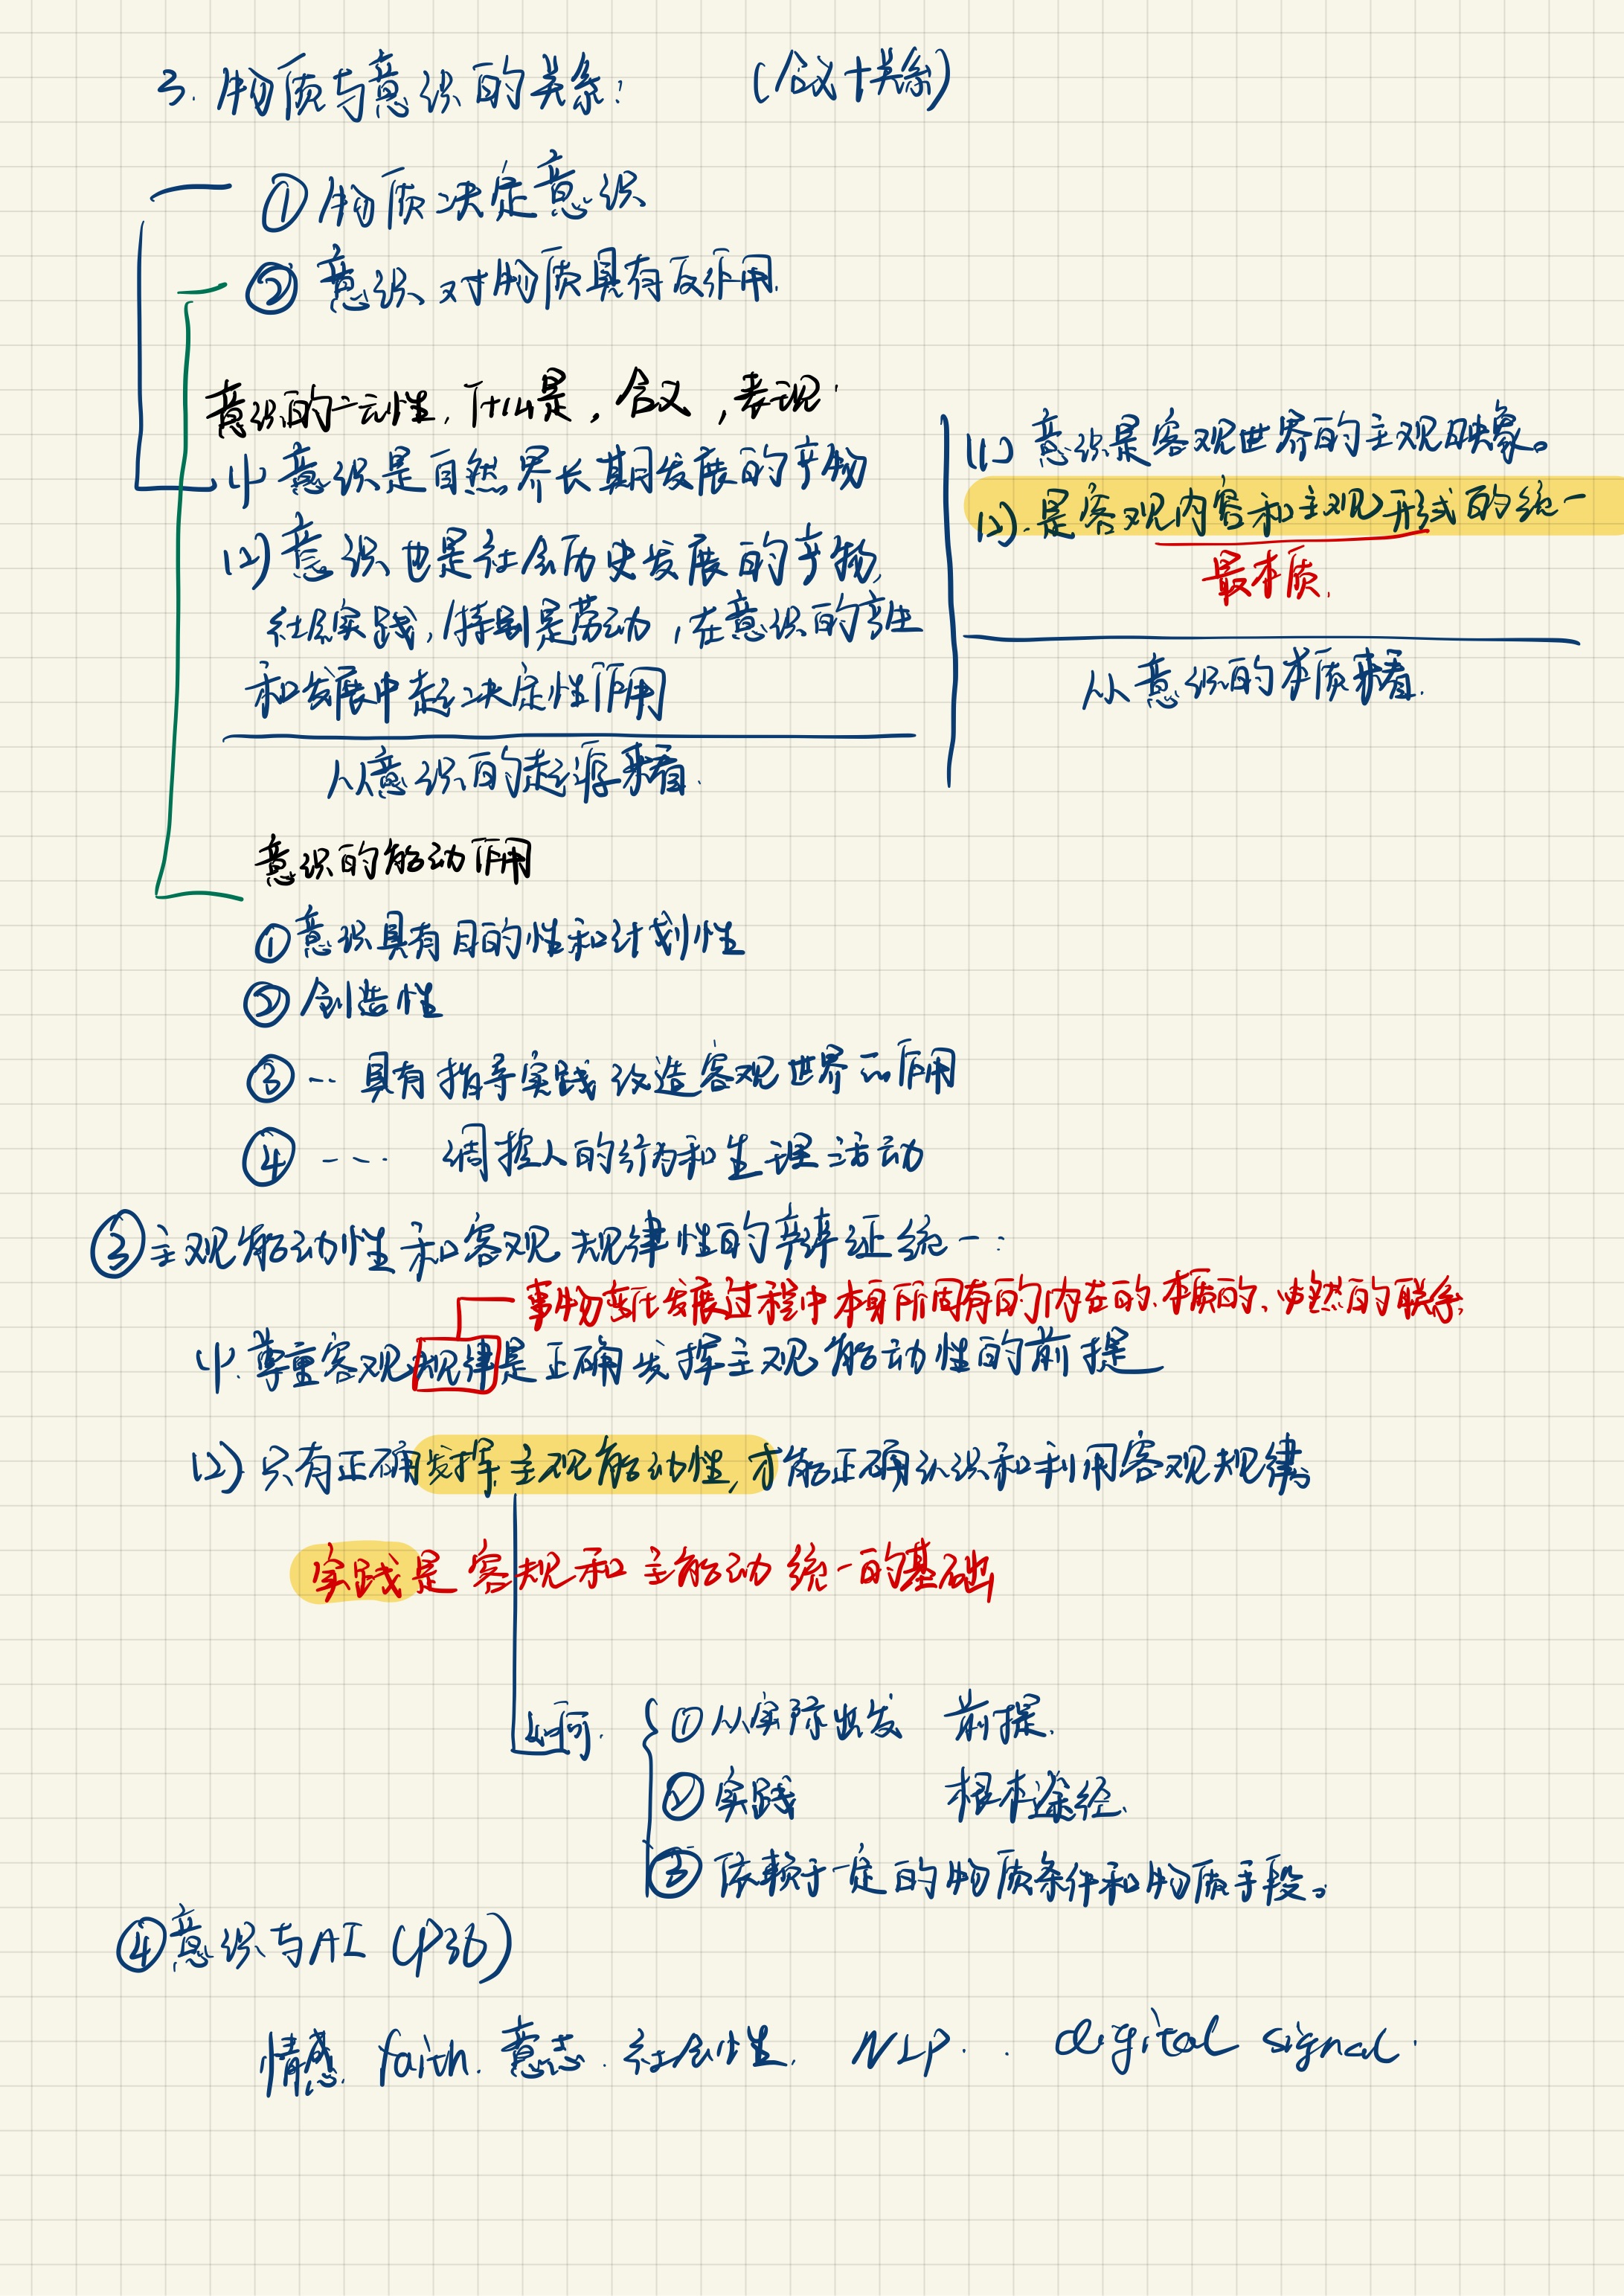 3. 物质与意识的关系: (含义+关系)
① 物质决定意识
② 意识对物质具有反作用.
意识的二元性, 什么是, 含义, 表现:
(1) 意识是自然界长期发展的产物
(2) 意识也是社会历史发展的产物,
社会实践, 特别是劳动, 在意识的产生
和发展中起决定性作用
从意识的起源来看.
(1) 意识是客观世界的主观映象。
(2). 是客观内容和主观形式的统一
最本质.
从意识的本质来看.
意识的能动作用
① 意识具有目的性和计划性
② 创造性
③ ... 具有指导实践改造客观世界的作用
④ .... 调控人的行为和生理活动
③ 主观能动性和客观规律性的辩证统一:
事物变化发展过程中本身所固有的内在的、本质的、必然的联系.
(1). 尊重客观规律是正确发挥主观能动性的前提
(2) 只有正确发挥主观能动性, 才能正确认识和利用客观规律。
实践是客规和主能动统一的基础
如何. ① 从实际出发 前提.
② 实践 根本途径.
③ 依赖于一定的物质条件和物质手段。
④ 意识与AI (P36)
情感. faith. 意志. 社会性. NLP.. digital signal.